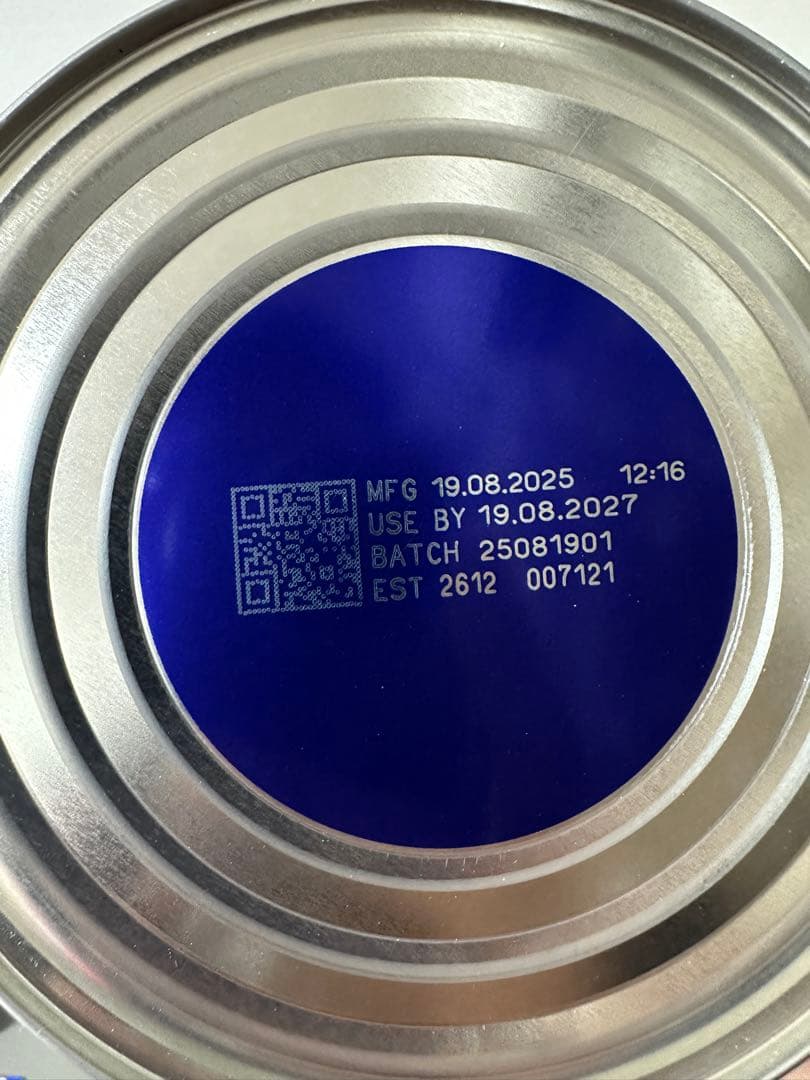 MFG 19.08.2025 12:16
USE BY 19.08.2027
BATCH 25081901
EST 2612 007121